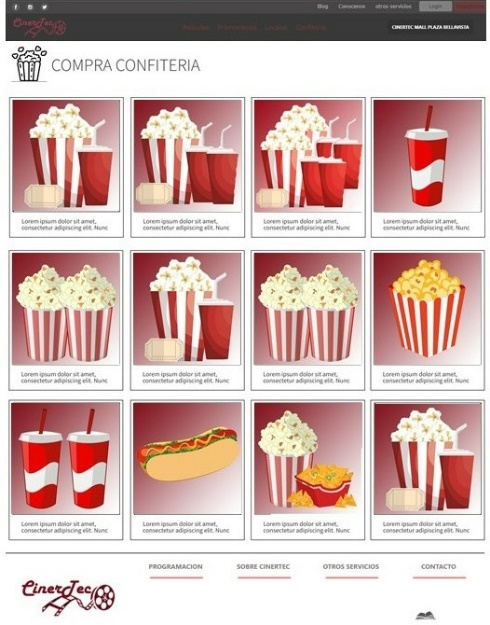 Blog Conocenos otros servicios Login
CinerTec
CINERTEC MALL PLAZA BELLAVISTA
COMPRA CONFITERIA
Lorem ipsum dolor sit amet, consectetur adipiscing elit. Nunc
Lorem ipsum dolor sit amet, consectetur adipiscing elit. Nunc
Lorem ipsum dolor sit amet, consectetur adipiscing elit. Nunc
Lorem ipsum dolor sit amet, consectetur adipiscing elit. Nunc
Lorem ipsum dolor sit amet, consectetur adipiscing elit. Nunc
Lorem ipsum dolor sit amet, consectetur adipiscing elit. Nunc
Lorem ipsum dolor sit amet, consectetur adipiscing elit. Nunc
Lorem ipsum dolor sit amet, consectetur adipiscing elit. Nunc
Lorem ipsum dolor sit amet, consectetur adipiscing elit. Nunc
Lorem ipsum dolor sit amet, consectetur adipiscing elit. Nunc
Lorem ipsum dolor sit amet, consectetur adipiscing elit. Nunc
Lorem ipsum dolor sit amet, consectetur adipiscing elit. Nunc
CinerTec
PROGRAMACION SOBRE CINERTEC OTROS SERVICIOS CONTACTO